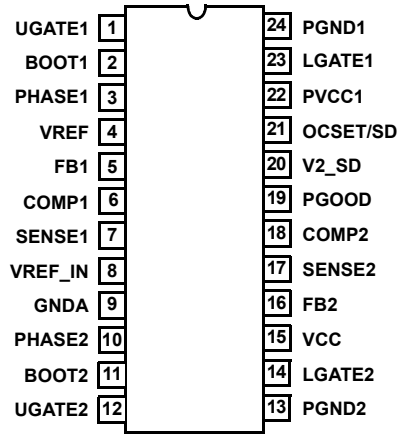 UGATE1 1 24 PGND1
BOOT1 2 23 LGATE1
PHASE1 3 22 PVCC1
VREF 4 21 OCSET/SD
FB1 5 20 V2_SD
COMP1 6 19 PGOOD
SENSE1 7 18 COMP2
VREF_IN 8 17 SENSE2
GNDA 9 16 FB2
PHASE2 10 15 VCC
BOOT2 11 14 LGATE2
UGATE2 12 13 PGND2